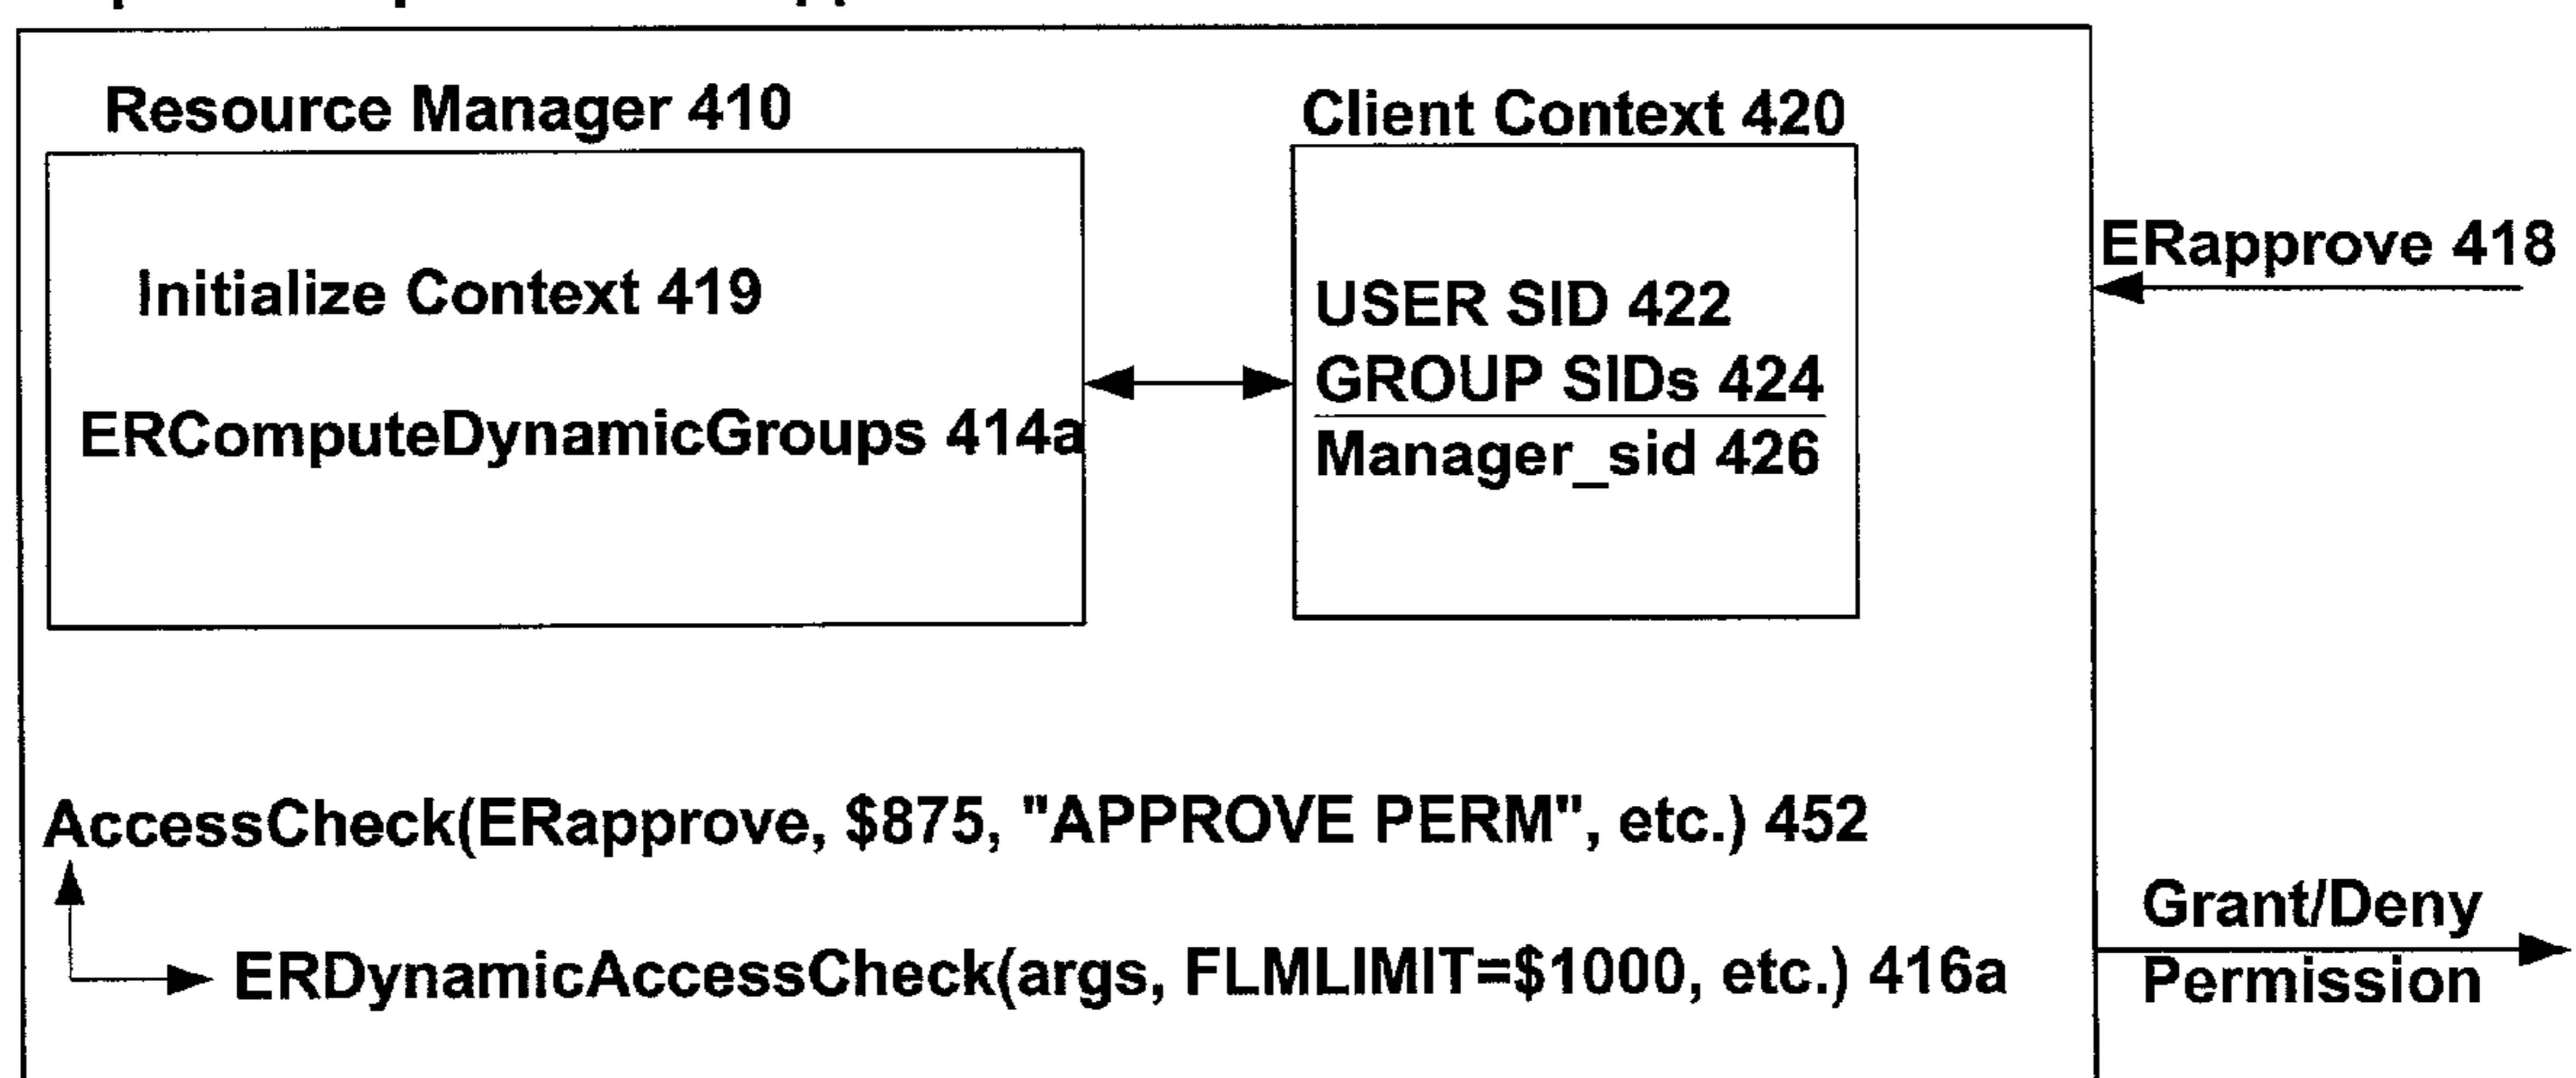 Resource Manager 410
Client Context 420
Initialize Context 419
ERComputeDynamicGroups 414a
USER SID 422
GROUP SIDs 424
Manager_sid 426
ERapprove 418
AccessCheck(ERapprove, $875, "APPROVE PERM", etc.) 452
ERDynamicAccessCheck(args, FLMLIMIT=$1000, etc.) 416a
Grant/Deny
Permission